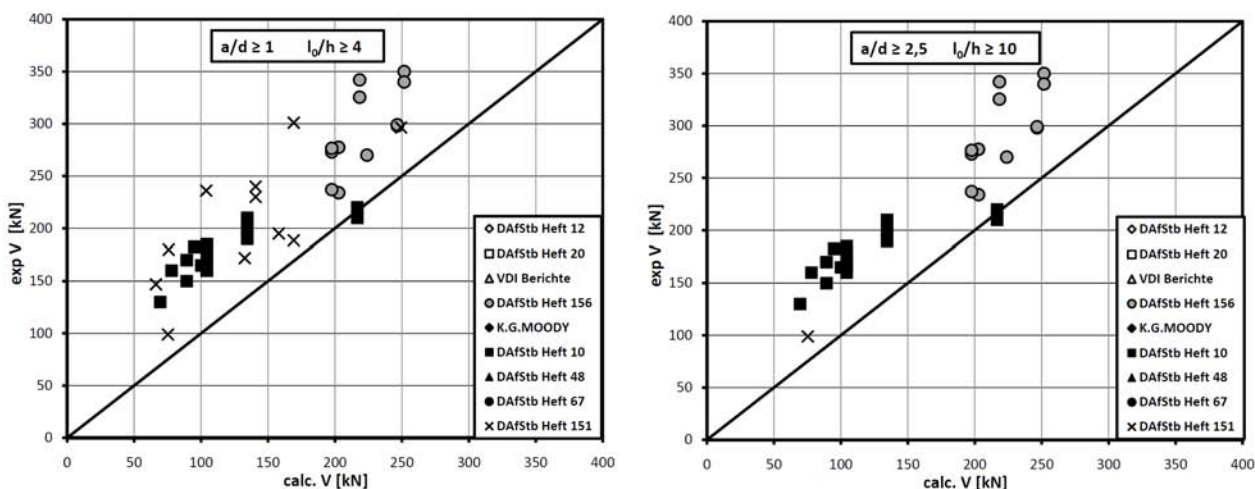 400
350
300
250
200
150
100
50
0
exp V [kN]
a/d ≥ 1 l₀/h ≥ 4
DAfStb Heft 12
DAfStb Heft 20
VDI Berichte
DAfStb Heft 156
K.G.MOODY
DAfStb Heft 10
DAfStb Heft 48
DAfStb Heft 67
DAfStb Heft 151
0 50 100 150 200 250 300 350 400
calc. V [kN]
400
350
300
250
200
150
100
50
0
exp V [kN]
a/d ≥ 2,5 l₀/h ≥ 10
DAfStb Heft 12
DAfStb Heft 20
VDI Berichte
DAfStb Heft 156
K.G.MOODY
DAfStb Heft 10
DAfStb Heft 48
DAfStb Heft 67
DAfStb Heft 151
0 50 100 150 200 250 300 350 400
calc. V [kN]